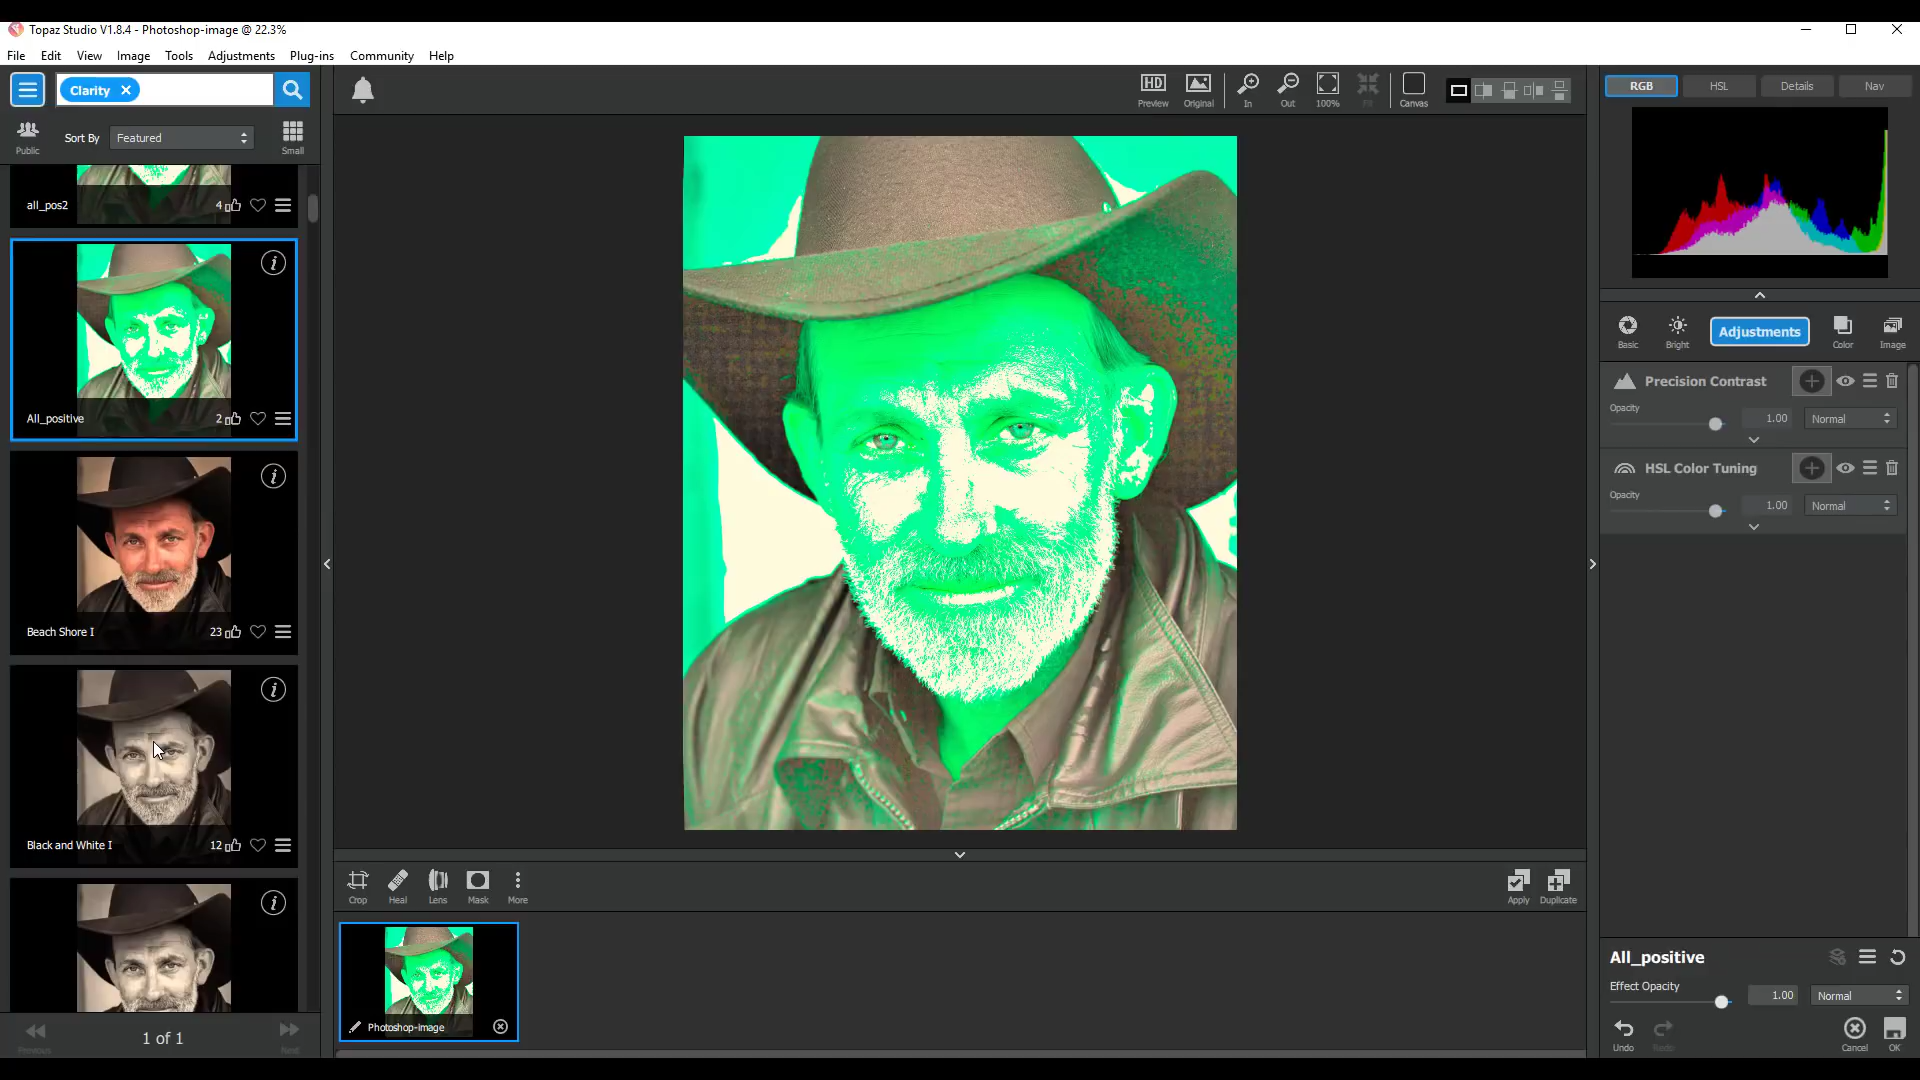 Topaz Studio V1.8.4 - Photoshop-image @ 22.3%
File Edit View Image Tools Adjustments Plug-ins Community Help
Clarity
Public
Sort By
Featured
Small
all_pos2
4
All_positive
2
Beach Shore I
23
Black and White I
12
Previous
1 of 1
Next
HD
Preview
Original
In
Out
100%
Fit
Canvas
Crop
Heal
Lens
Mask
More
Apply
Duplicate
Photoshop-image
RGB
HSL
Details
Nav
Basic
Bright
Adjustments
Color
Image
Precision Contrast
Opacity
1.00
Normal
HSL Color Tuning
Opacity
1.00
Normal
All_positive
Effect Opacity
1.00
Normal
Undo
Redo
Cancel
OK